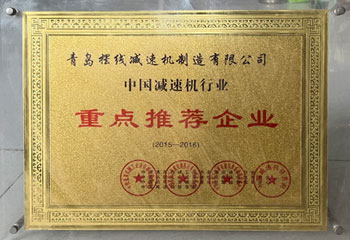 青岛摆线减速机制造有限公司
中国减速机行业
重点推荐企业
(2015—2016)